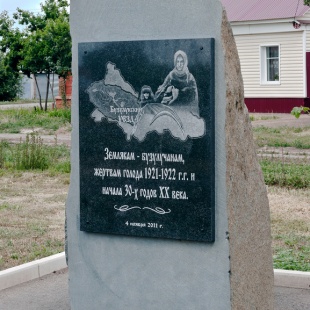 Бузулукский
уезд
Землякам - бузулучанам,
жертвам голода 1921-1922 г.г. и
начала 30-х годов XX века.
4 ноября 2011 г.